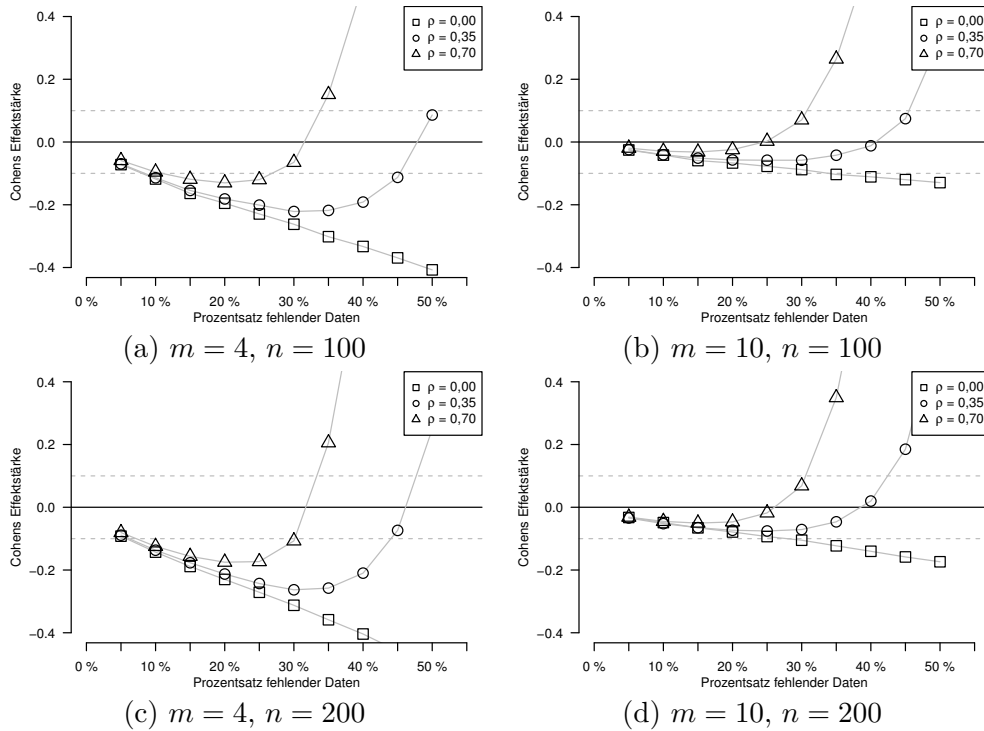 0.4
0.2
0.0
−0.2
−0.4
Cohens Effektstärke
ρ = 0,00
ρ = 0,35
ρ = 0,70
0 %
10 %
20 %
30 %
40 %
50 %
Prozentsatz fehlender Daten
(a) m = 4, n = 100
0.4
0.2
0.0
−0.2
−0.4
Cohens Effektstärke
ρ = 0,00
ρ = 0,35
ρ = 0,70
0 %
10 %
20 %
30 %
40 %
50 %
Prozentsatz fehlender Daten
(b) m = 10, n = 100
0.4
0.2
0.0
−0.2
−0.4
Cohens Effektstärke
ρ = 0,00
ρ = 0,35
ρ = 0,70
0 %
10 %
20 %
30 %
40 %
50 %
Prozentsatz fehlender Daten
(c) m = 4, n = 200
0.4
0.2
0.0
−0.2
−0.4
Cohens Effektstärke
ρ = 0,00
ρ = 0,35
ρ = 0,70
0 %
10 %
20 %
30 %
40 %
50 %
Prozentsatz fehlender Daten
(d) m = 10, n = 200